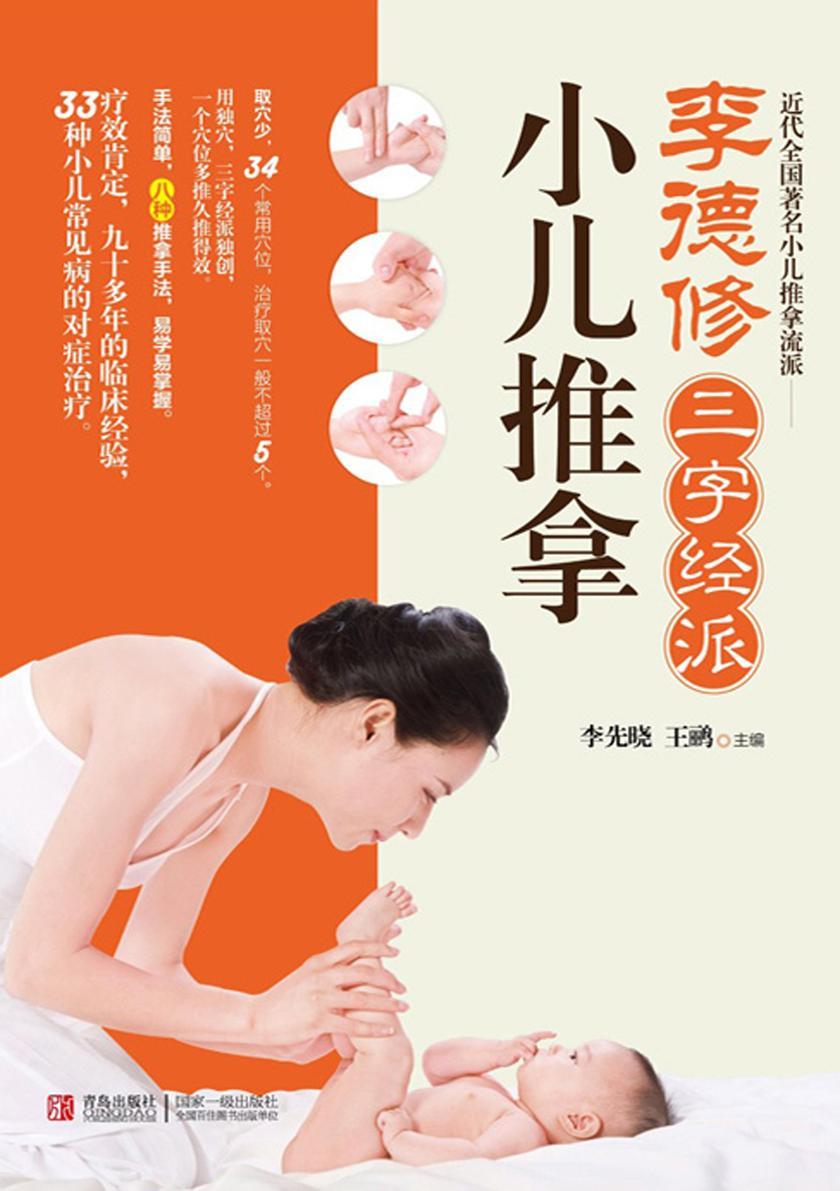 近代全国著名小儿推拿流派——
李德修
三字经派
小儿推拿
李先晓 王鹂 主编
取穴少，34个常用穴位，治疗取穴一般不超过5个。
用独穴，三字经派独创，
一个穴位多推久推得效。
手法简单，八种推拿手法，易学易掌握。
疗效肯定，九十多年的临床经验，
33种小儿常见病的对症治疗。
青岛出版社
QINGDAO PUBLISHING HOUSE
国家一级出版社
全国百佳图书出版单位